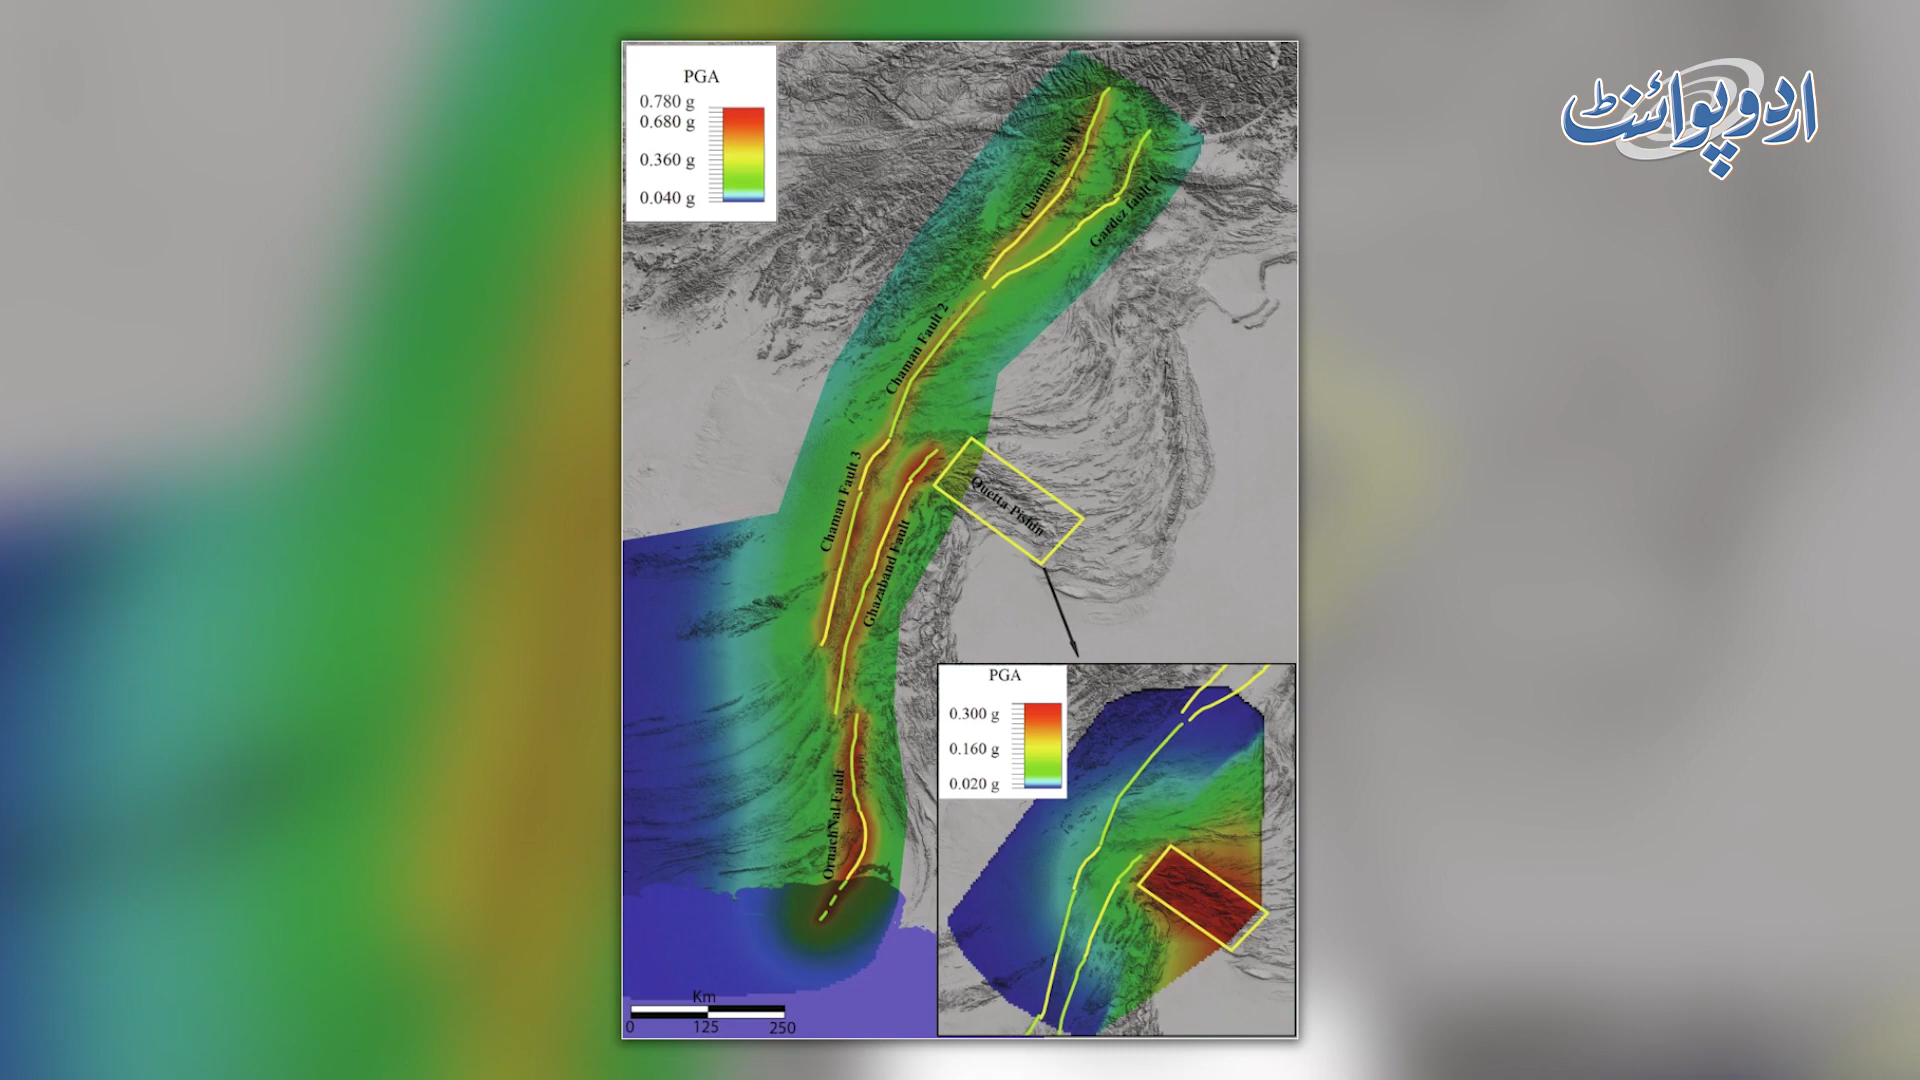 PGA
0.780 g
0.680 g
0.360 g
0.040 g
اردوپوائنٹ
Chaman Fault 1
Gardez fault 1
Chaman Fault 2
Chaman Fault 3
Quetta Pishin
Ghazaband Fault
Ornach Nal Fault
PGA
0.300 g
0.160 g
0.020 g
Km
0 125 250